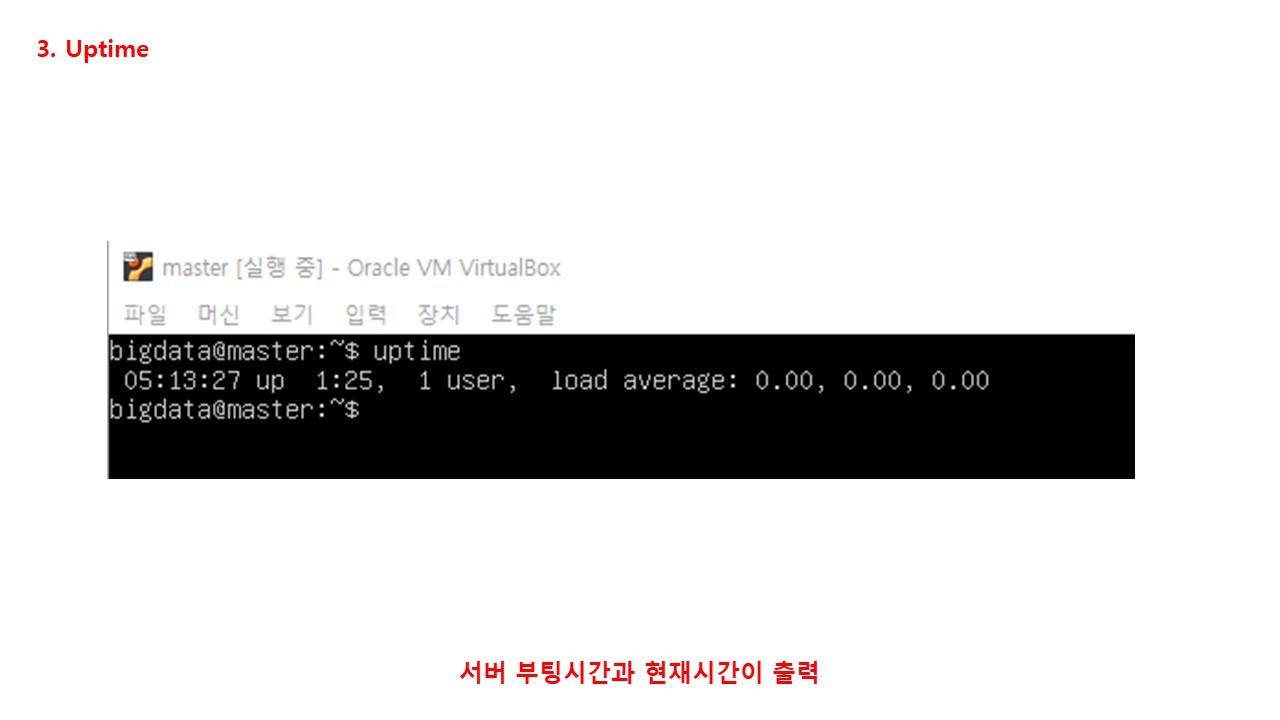 3. Uptime
master [실행 중] - Oracle VM VirtualBox
파일 머신 보기 입력 장치 도움말
bigdata@master:~$ uptime
 05:13:27 up  1:25,  1 user,  load average: 0.00, 0.00, 0.00
bigdata@master:~$
서버 부팅시간과 현재시간이 출력